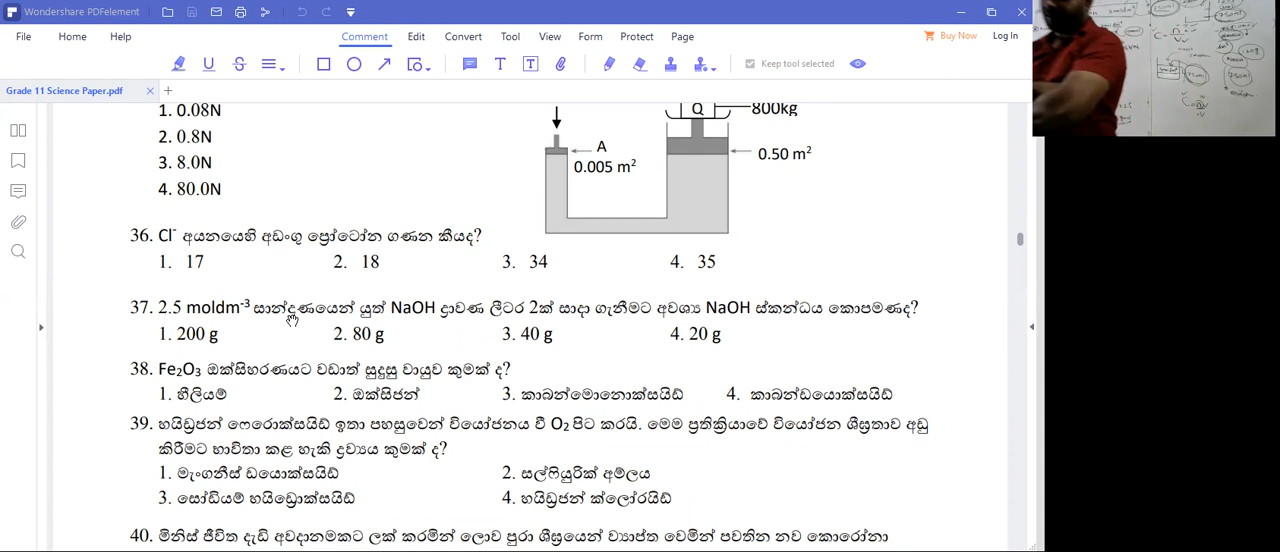 Wondershare PDFelement
File Home Help Comment Edit Convert Tools View Form Protect Page Buy Now Log In
Keep tool selected
Grade 11 Science Paper.pdf
1. 0.08N
2. 0.8N
3. 8.0N
4. 80.0N
Q 800kg
A
0.005 m²
0.50 m²
36. Cl⁻ අයනයෙහි අඩංගු ප්‍රෝටෝන ගණන කීයද?
1. 17 2. 18 3. 34 4. 35
37. 2.5 moldm⁻³ සාන්ද්‍රණයෙන් යුත් NaOH ද්‍රාවණ ලීටර 2ක් සාදා ගැනීමට අවශ්‍ය NaOH ස්කන්ධය කොපමණද?
1. 200 g 2. 80 g 3. 40 g 4. 20 g
38. Fe₂O₃ ඔක්සිහරණයට වඩාත් සුදුසු වායුව කුමක් ද?
1. හීලියම් 2. ඔක්සිජන් 3. කාබන්මොනොක්සයිඩ් 4. කාබන්ඩයොක්සයිඩ්
39. හයිඩ්‍රජන් පෙරොක්සයිඩ් ඉතා පහසුවෙන් වියෝජනය වී O₂ පිට කරයි. මෙම ප්‍රතික්‍රියාවේ වියෝජන ශීඝ්‍රතාව අඩු
කිරීමට භාවිතා කළ හැකි ද්‍රව්‍යය කුමක් ද?
1. මැංගනීස් ඩයොක්සයිඩ් 2. සල්ෆියුරික් අම්ලය
3. සෝඩියම් හයිඩ්‍රොක්සයිඩ් 4. හයිඩ්‍රජන් ක්ලෝරයිඩ්
40. මිනිස් ජීවිත දැඩි අවදානමකට ලක් කරමින් ලොව පුරා ශීඝ්‍රයෙන් ව්‍යාප්ත වෙමින් පවතින නව කොරෝනා